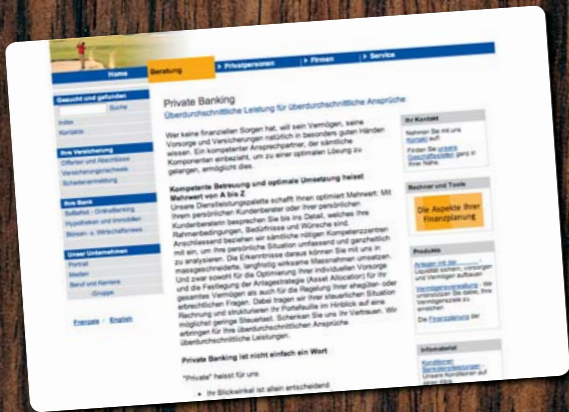 Home
Beratung
Privatpersonen
Firmen
Service
Gesucht und gefunden
Suche
Index
Kontakte
Ihre Versicherung
Offerten und Abschlüsse
Versicherungsnachweis
Schadenanmeldung
Ihre Bank
- OnlineBanking
Hypotheken und Immobilien
Börsen- u. Wirtschaftsnews
Unser Unternehmen
Portrait
Medien
Beruf und Karriere
-Gruppe
Français | English
Private Banking
Überdurchschnittliche Leistung für überdurchschnittliche Ansprüche
Wer keine finanziellen Sorgen hat, will sein Vermögen, seine
Vorsorge und Versicherungen natürlich in besonders guten Händen
wissen. Ein kompetenter Ansprechpartner, der sämtliche
Komponenten einbezieht, um zu einer optimalen Lösung zu
gelangen, ermöglicht dies.
Kompetente Betreuung und optimale Umsetzung heisst
Mehrwert von A bis Z
Unsere Dienstleistungspalette schafft Ihnen optimiert Mehrwert: Mit
Ihrem persönlichen Kundenberater oder Ihrer persönlichen
Kundenberaterin besprechen Sie bis ins Detail, welches Ihre
Rahmenbedingungen, Bedürfnisse und Wünsche sind.
Anschliessend beziehen wir sämtliche nötigen Kompetenzzentren
mit ein, um Ihre persönliche Situation umfassend und ganzheitlich
zu analysieren. Die Erkenntnisse daraus können Sie mit uns in
massgeschneiderte, langfristig wirksame Massnahmen umsetzen.
Und zwar sowohl für die Optimierung Ihrer individuellen Vorsorge
und die Festlegung der Anlagestrategie (Asset Allocation) für Ihr
gesamtes Vermögen als auch für die Regelung Ihrer ehegüter- oder
erbrechtlichen Fragen. Dabei tragen wir Ihrer steuerlichen Situation
Rechnung und strukturieren Ihr Portefeuille im Hinblick auf eine
möglichst geringe Steuerlast. Schenken Sie uns Ihr Vertrauen. Wir
erbringen für Ihre überdurchschnittlichen Ansprüche
überdurchschnittliche Leistungen.
Private Banking ist nicht einfach ein Wort
"Private" heisst für uns
• Ihr Blickwinkel ist allein entscheidend
Ihr Kontakt
Nehmen Sie mit uns
Kontakt auf.
Finden Sie unsere
Geschäftsstellen ganz in
Ihrer Nähe.
Rechner und Tools
Die Aspekte Ihrer
Finanzplanung
Produkte
Anlegen mit der -
Liquidität sichern, vorsorgen
und Vermögen aufbauen
Vermögensverwaltung - Wir
unterstützen Sie dabei, Ihre
Vermögensziele zu
erreichen
Die Finanzplanung der
Infomaterial
Konditionen
Bankdienstleistungen -
Unsere Konditionen auf
einen Blick